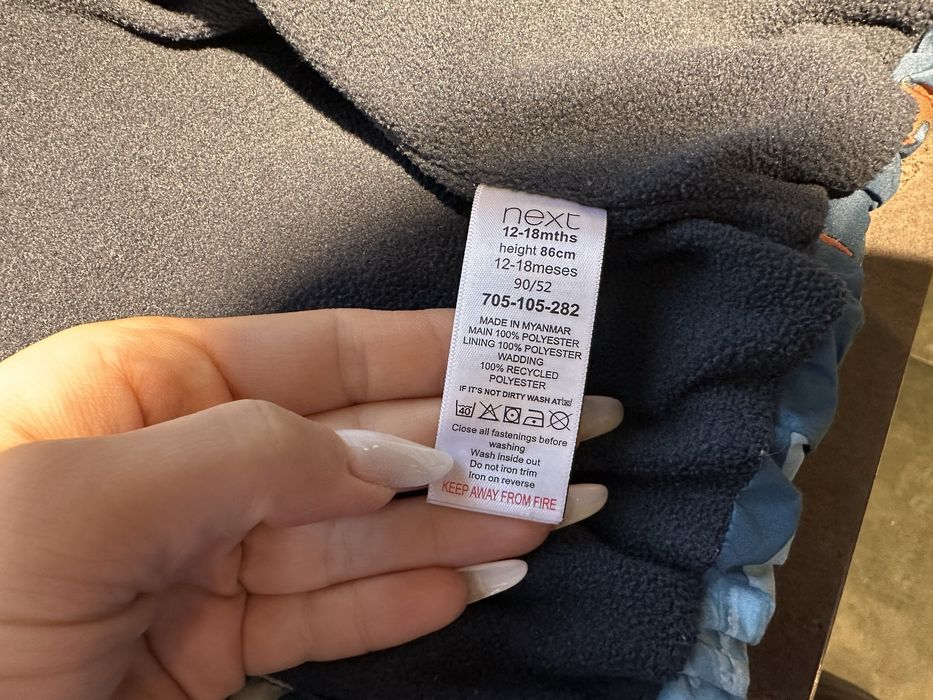 next
12-18mths
height 86cm
12-18meses
90/52
705-105-282
MADE IN MYANMAR
MAIN 100% POLYESTER
LINING 100% POLYESTER
WADDING
100% RECYCLED
POLYESTER
IF IT'S NOT DIRTY WASH AT 30
40
Close all fastenings before
washing
Wash inside out
Do not iron trim
Iron on reverse
KEEP AWAY FROM FIRE